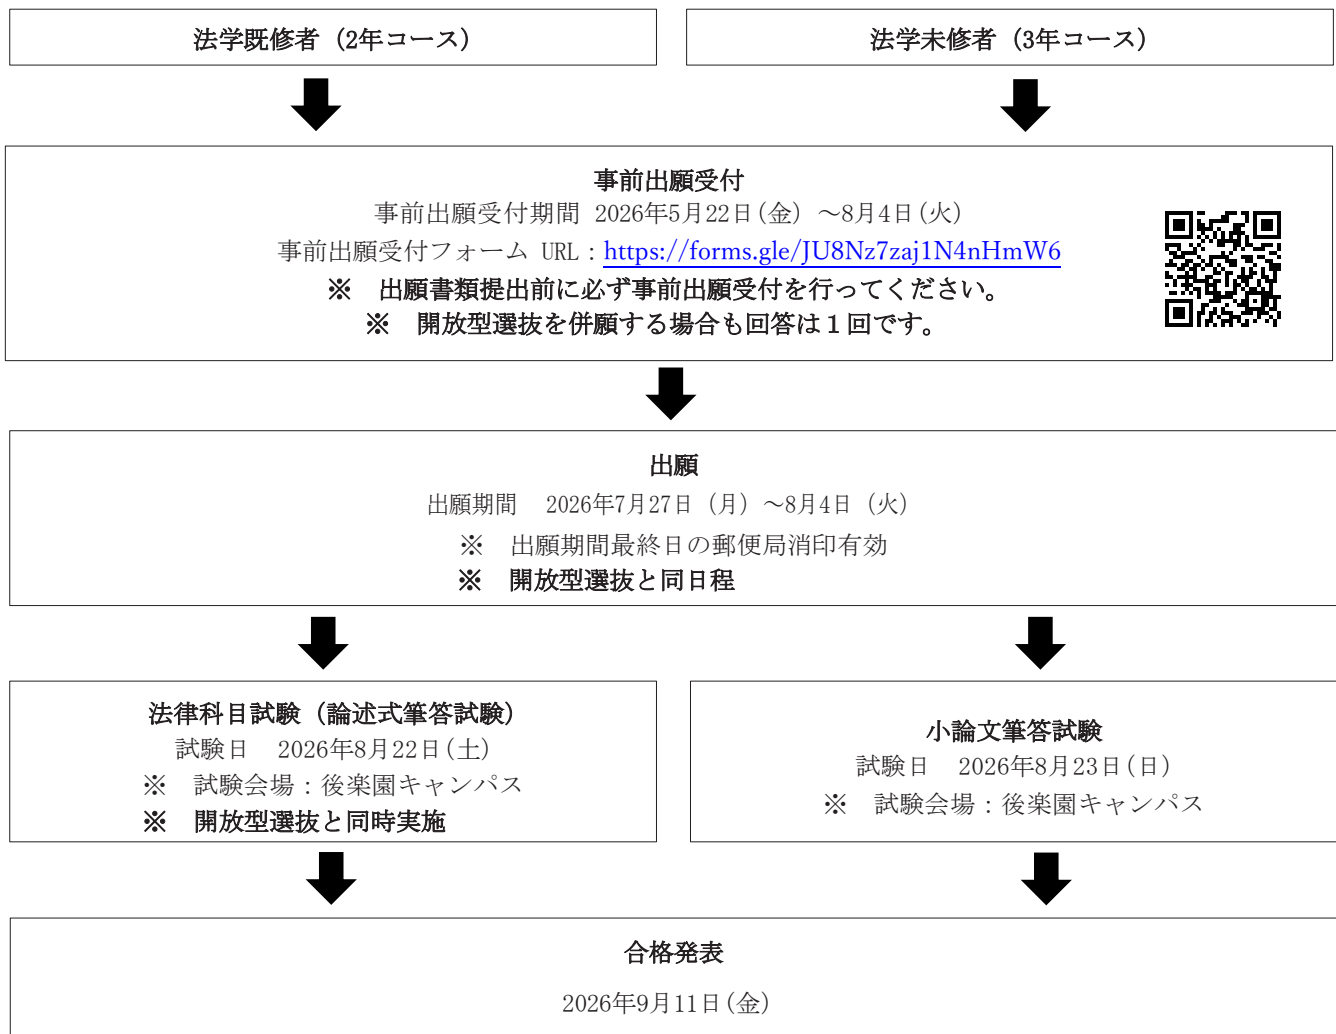 法学既修者（2年コース）
法学未修者（3年コース）
事前出願受付
事前出願受付期間 2026年5月22日(金) ～8月4日(火)
事前出願受付フォーム URL：https://forms.gle/JU8Nz7zaj1N4nHmW6
※ 出願書類提出前に必ず事前出願受付を行ってください。
※ 開放型選抜を併願する場合も回答は１回です。
出願
出願期間 2026年7月27日（月）～8月4日（火）
※ 出願期間最終日の郵便局消印有効
※ 開放型選抜と同日程
法律科目試験（論述式筆答試験）
試験日 2026年8月22日(土)
※ 試験会場：後楽園キャンパス
※ 開放型選抜と同時実施
小論文筆答試験
試験日 2026年8月23日(日)
※ 試験会場：後楽園キャンパス
合格発表
2026年9月11日(金)